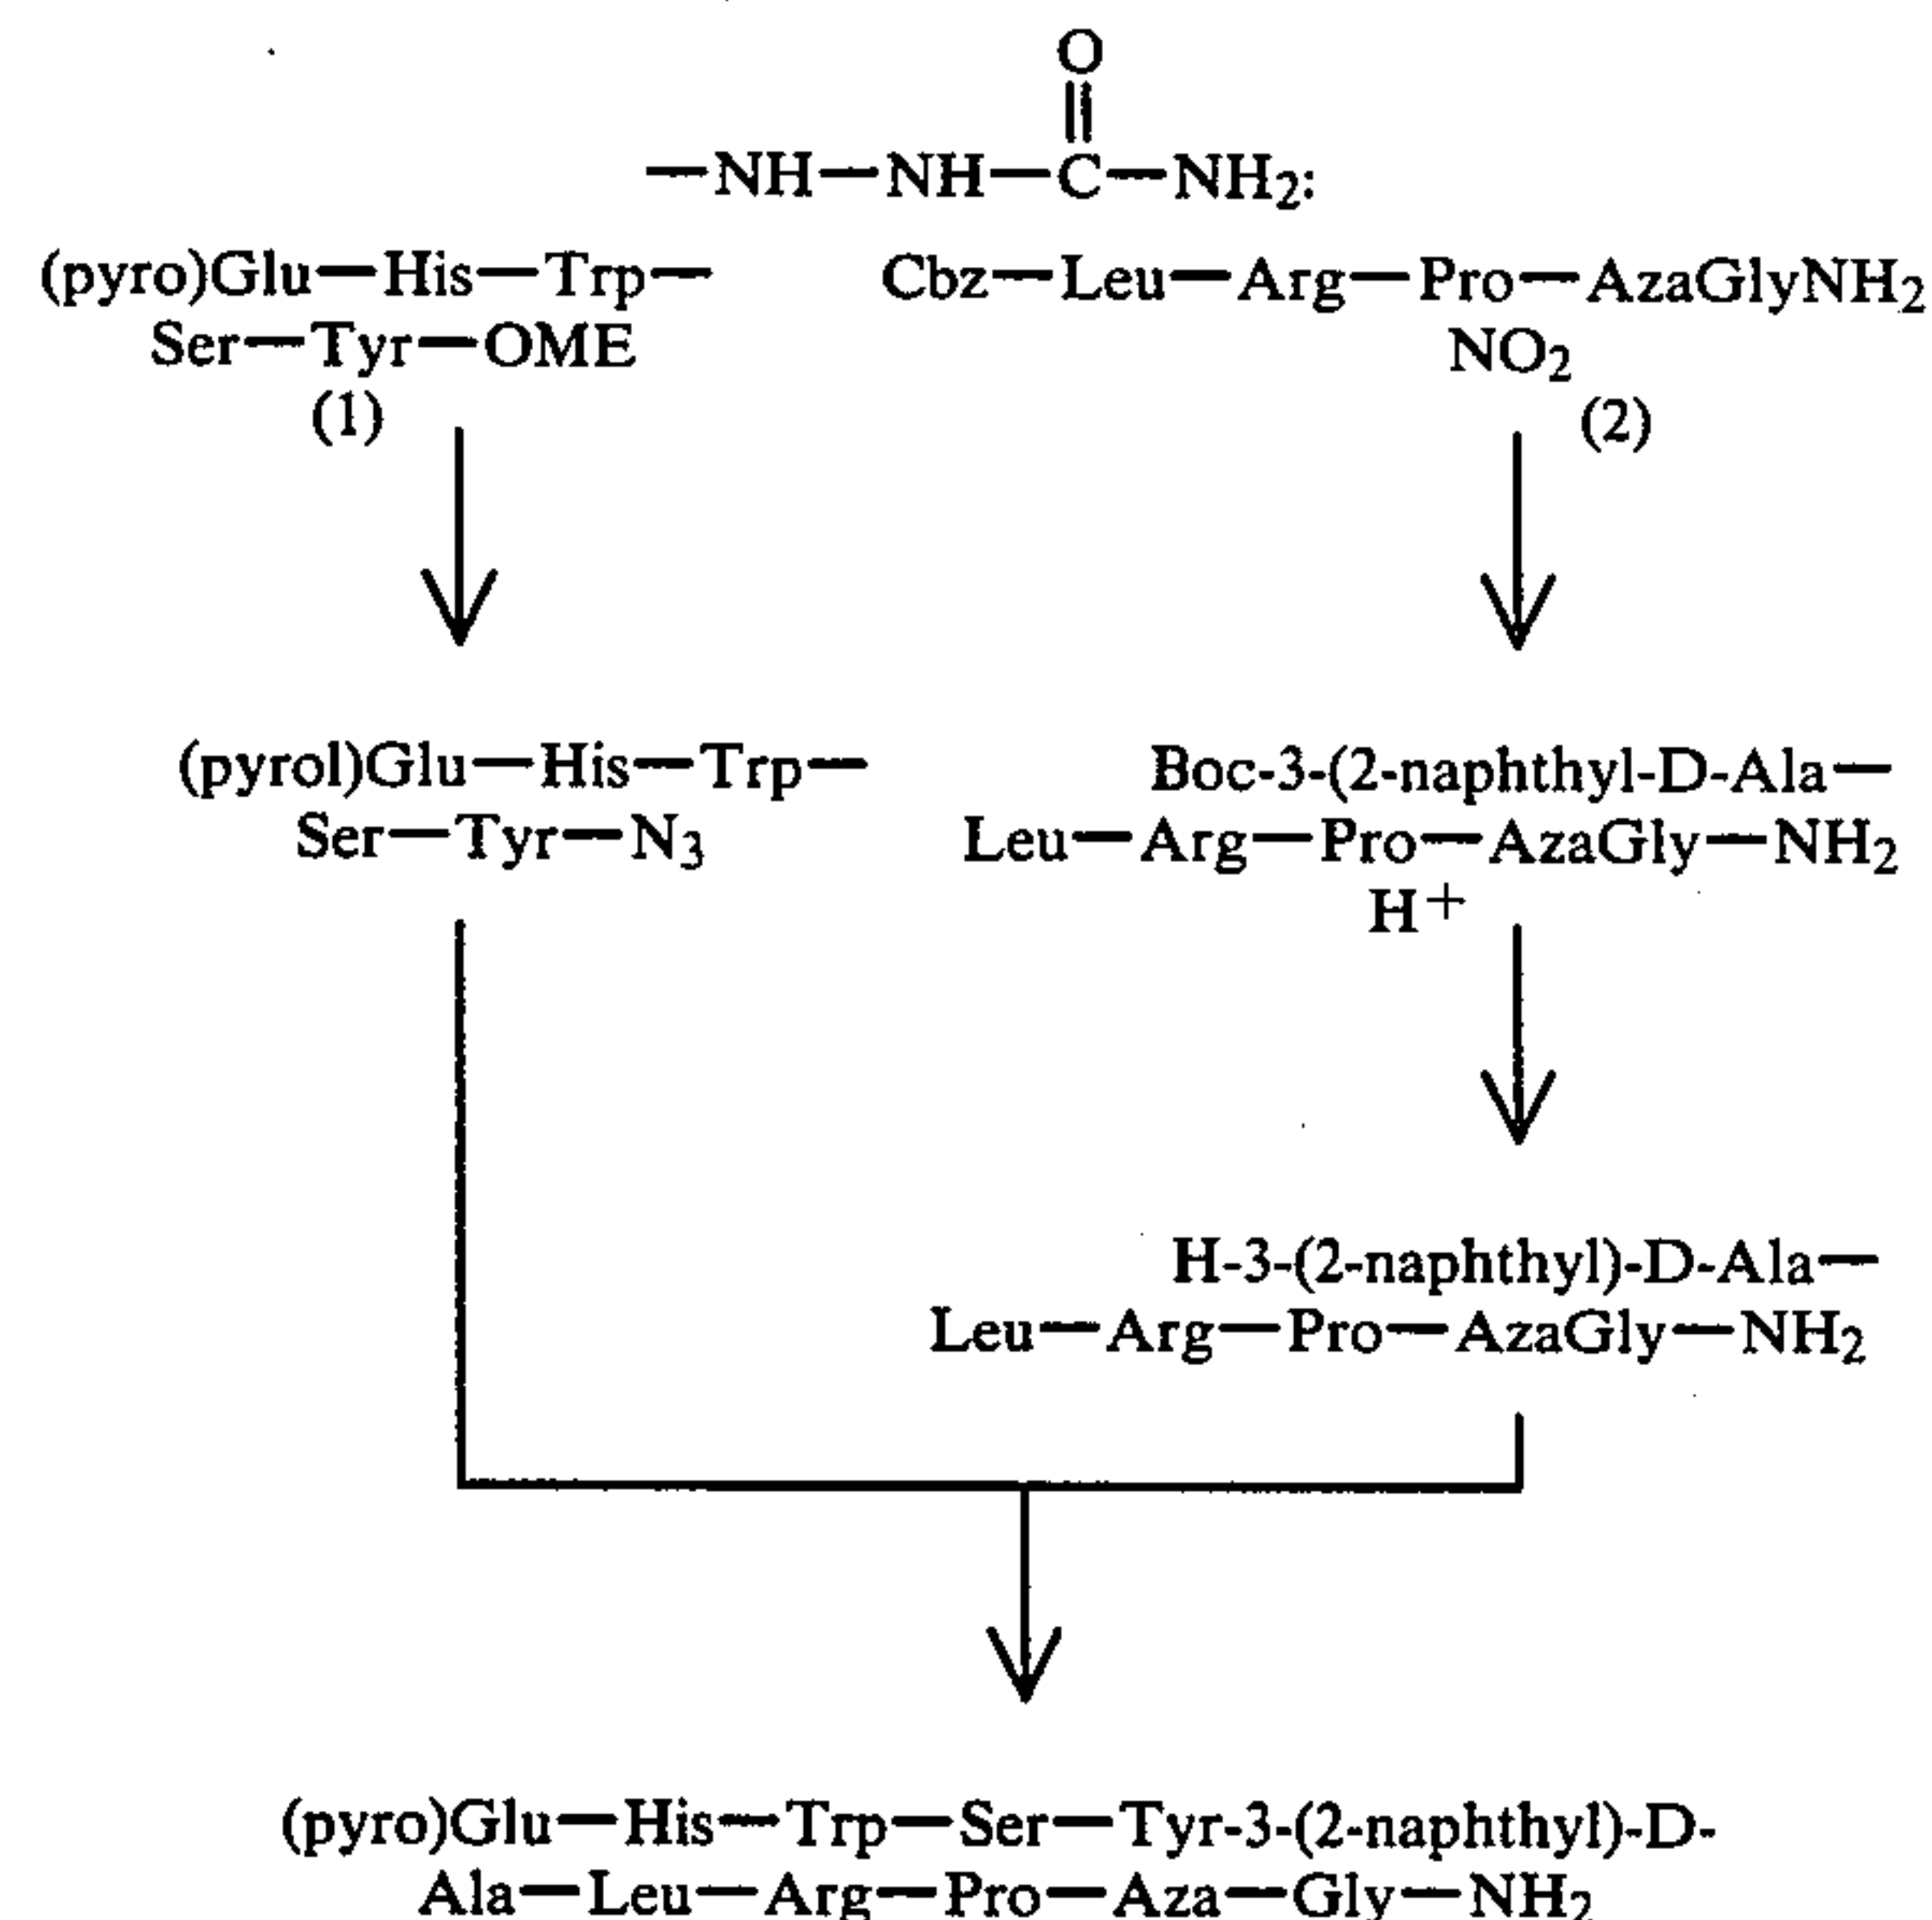 O
—NH—NH—C—NH₂:
(pyro)Glu—His—Trp—
Ser—Tyr—OME
(1)
Cbz—Leu—Arg—Pro—AzaGlyNH₂
NO₂
(2)
(pyrol)Glu—His—Trp—
Ser—Tyr—N₃
Boc-3-(2-naphthyl-D-Ala—
Leu—Arg—Pro—AzaGly—NH₂
H+
H-3-(2-naphthyl)-D-Ala—
Leu—Arg—Pro—AzaGly—NH₂
(pyro)Glu—His—Trp—Ser—Tyr-3-(2-naphthyl)-D-
Ala—Leu—Arg—Pro—Aza—Gly—NH₂